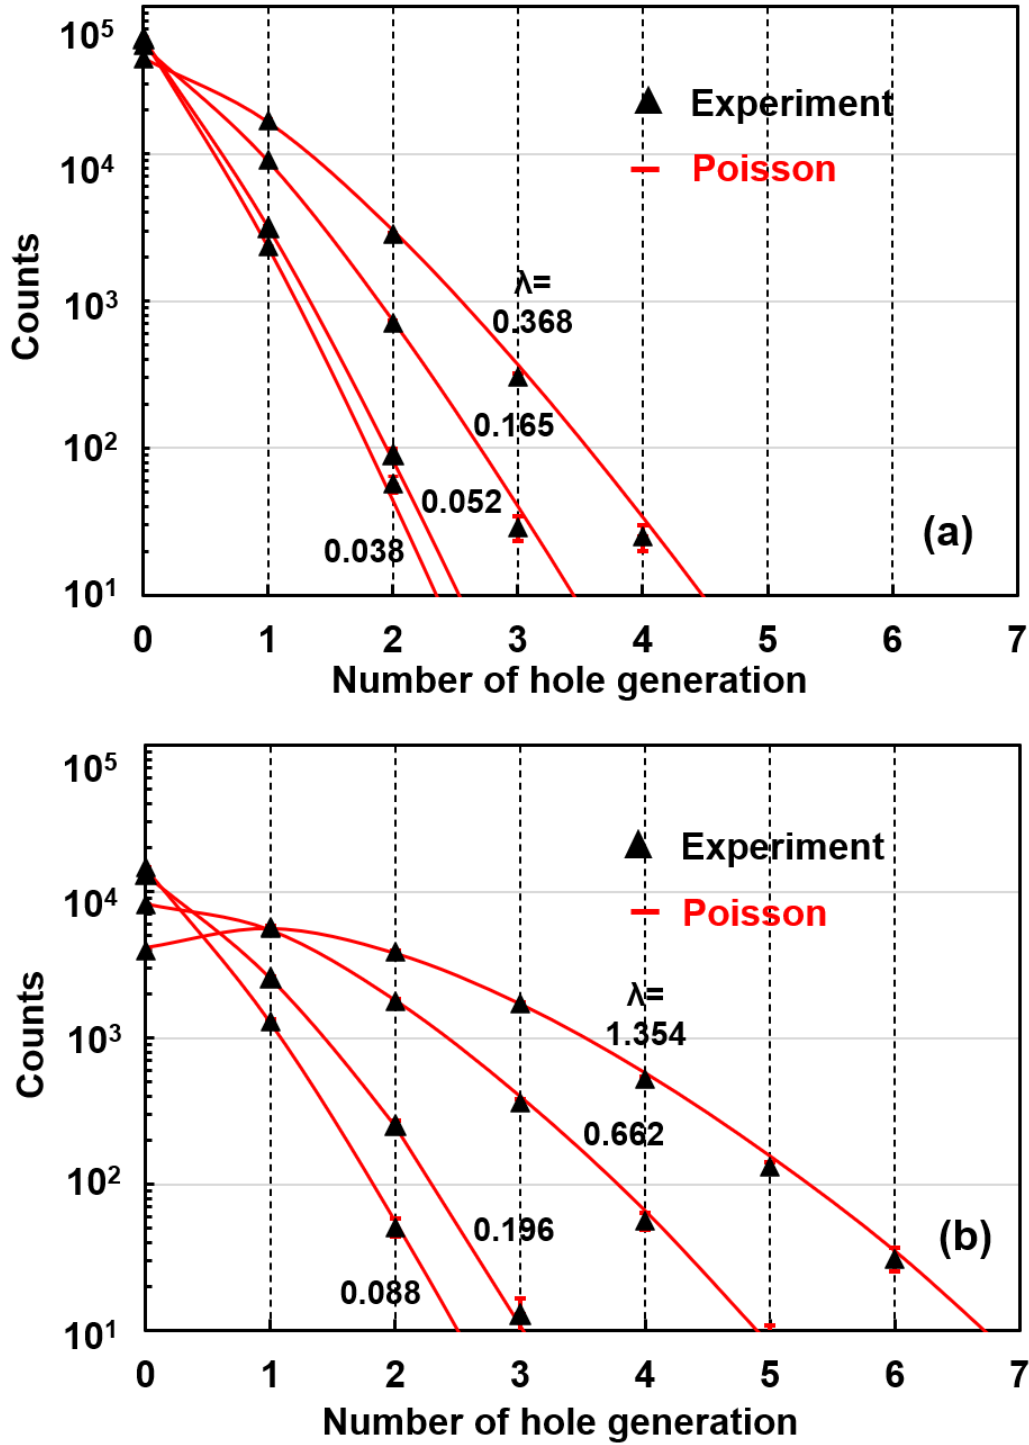 10⁵
Experiment
Poisson
10⁴
Counts
λ=
10³
0.368
0.165
10²
0.052
0.038
(a)
10¹
0 1 2 3 4 5 6 7
Number of hole generation
10⁵
Experiment
10⁴
Poisson
Counts
λ=
1.354
10³
0.662
10²
0.196
(b)
0.088
10¹
0 1 2 3 4 5 6 7
Number of hole generation